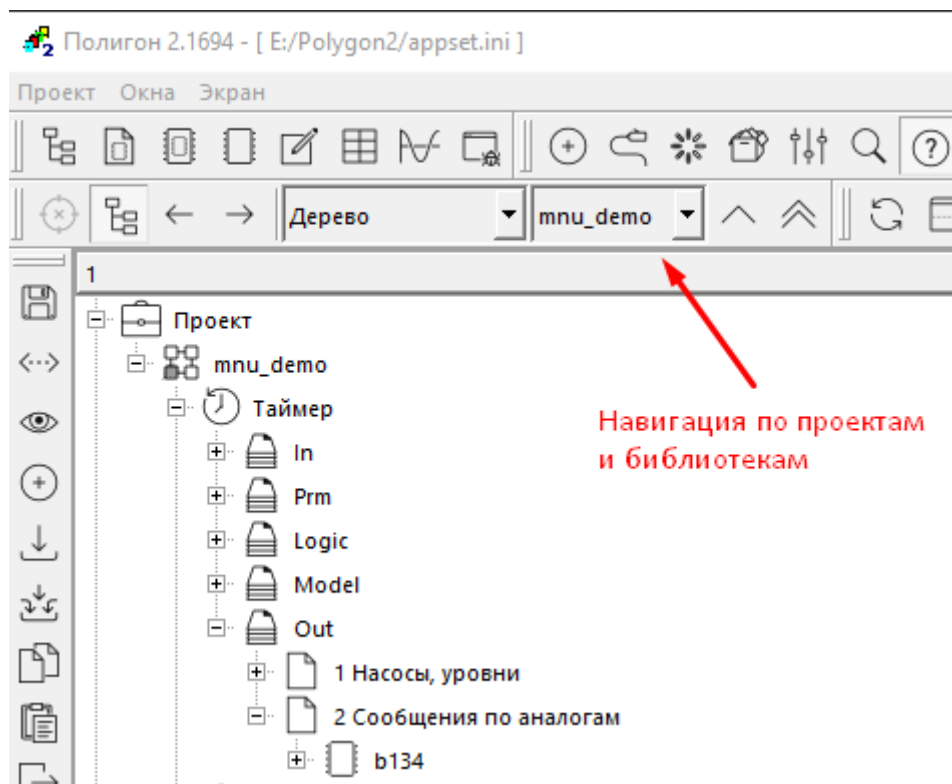 Полигон 2.1694 - [ E:/Polygon2/appset.ini ]
Проект Окна Экран
Дерево mnu_demo
1
Проект
mnu_demo
Таймер
In
Prm
Logic
Model
Out
1 Насосы, уровни
2 Сообщения по аналогам
b134
Навигация по проектам
и библиотекам